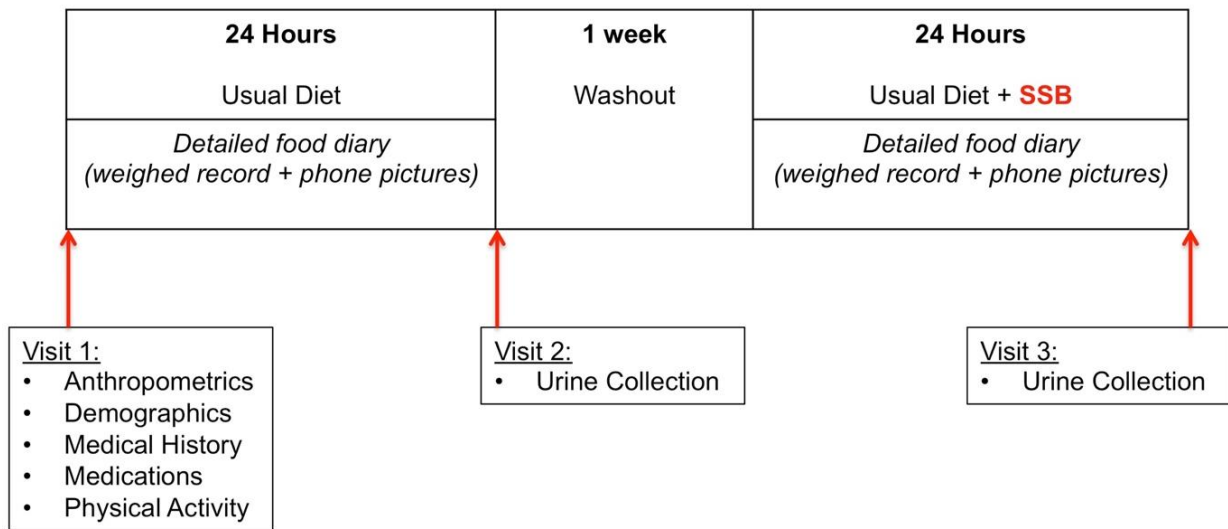 24 Hours
Usual Diet
Detailed food diary
(weighed record + phone pictures)
1 week
Washout
24 Hours
Usual Diet + SSB
Detailed food diary
(weighed record + phone pictures)
Visit 1:
• Anthropometrics
• Demographics
• Medical History
• Medications
• Physical Activity
Visit 2:
• Urine Collection
Visit 3:
• Urine Collection